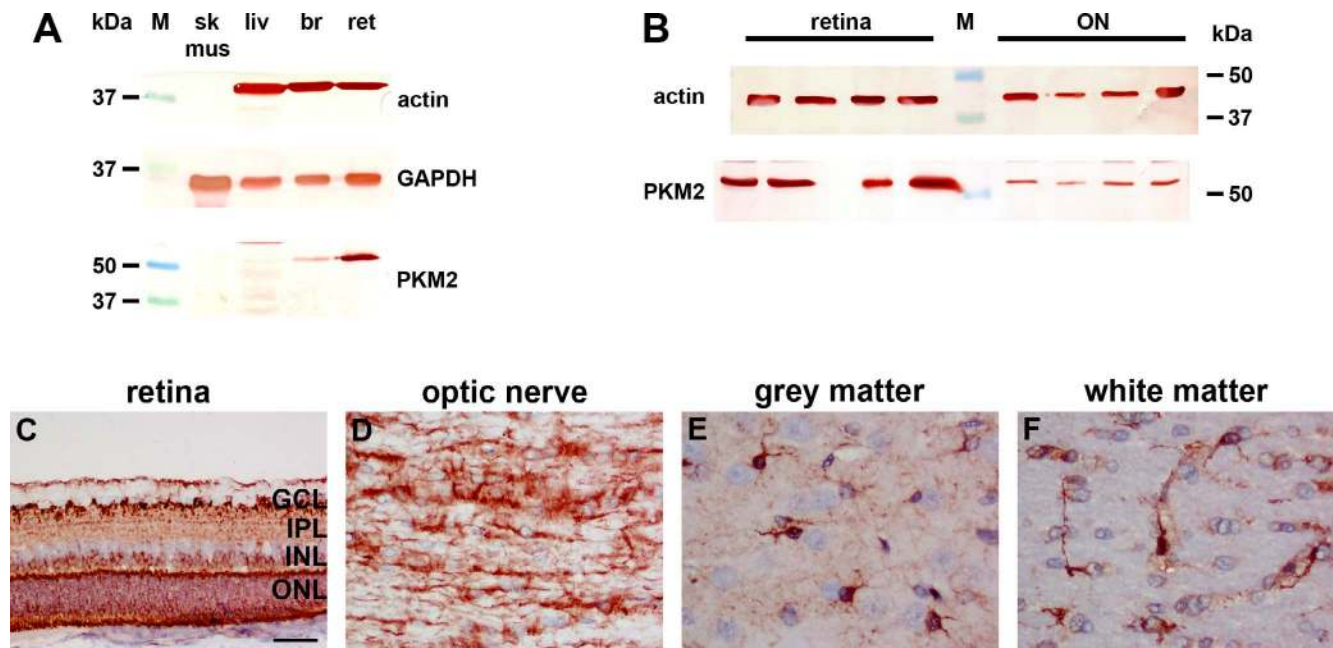 A
kDa M sk mus liv br ret
37
actin
37
GAPDH
50
37
PKM2
B
retina M ON kDa
actin
50
37
PKM2
50
retina
optic nerve
grey matter
white matter
C
GCL
IPL
INL
ONL
D
E
F